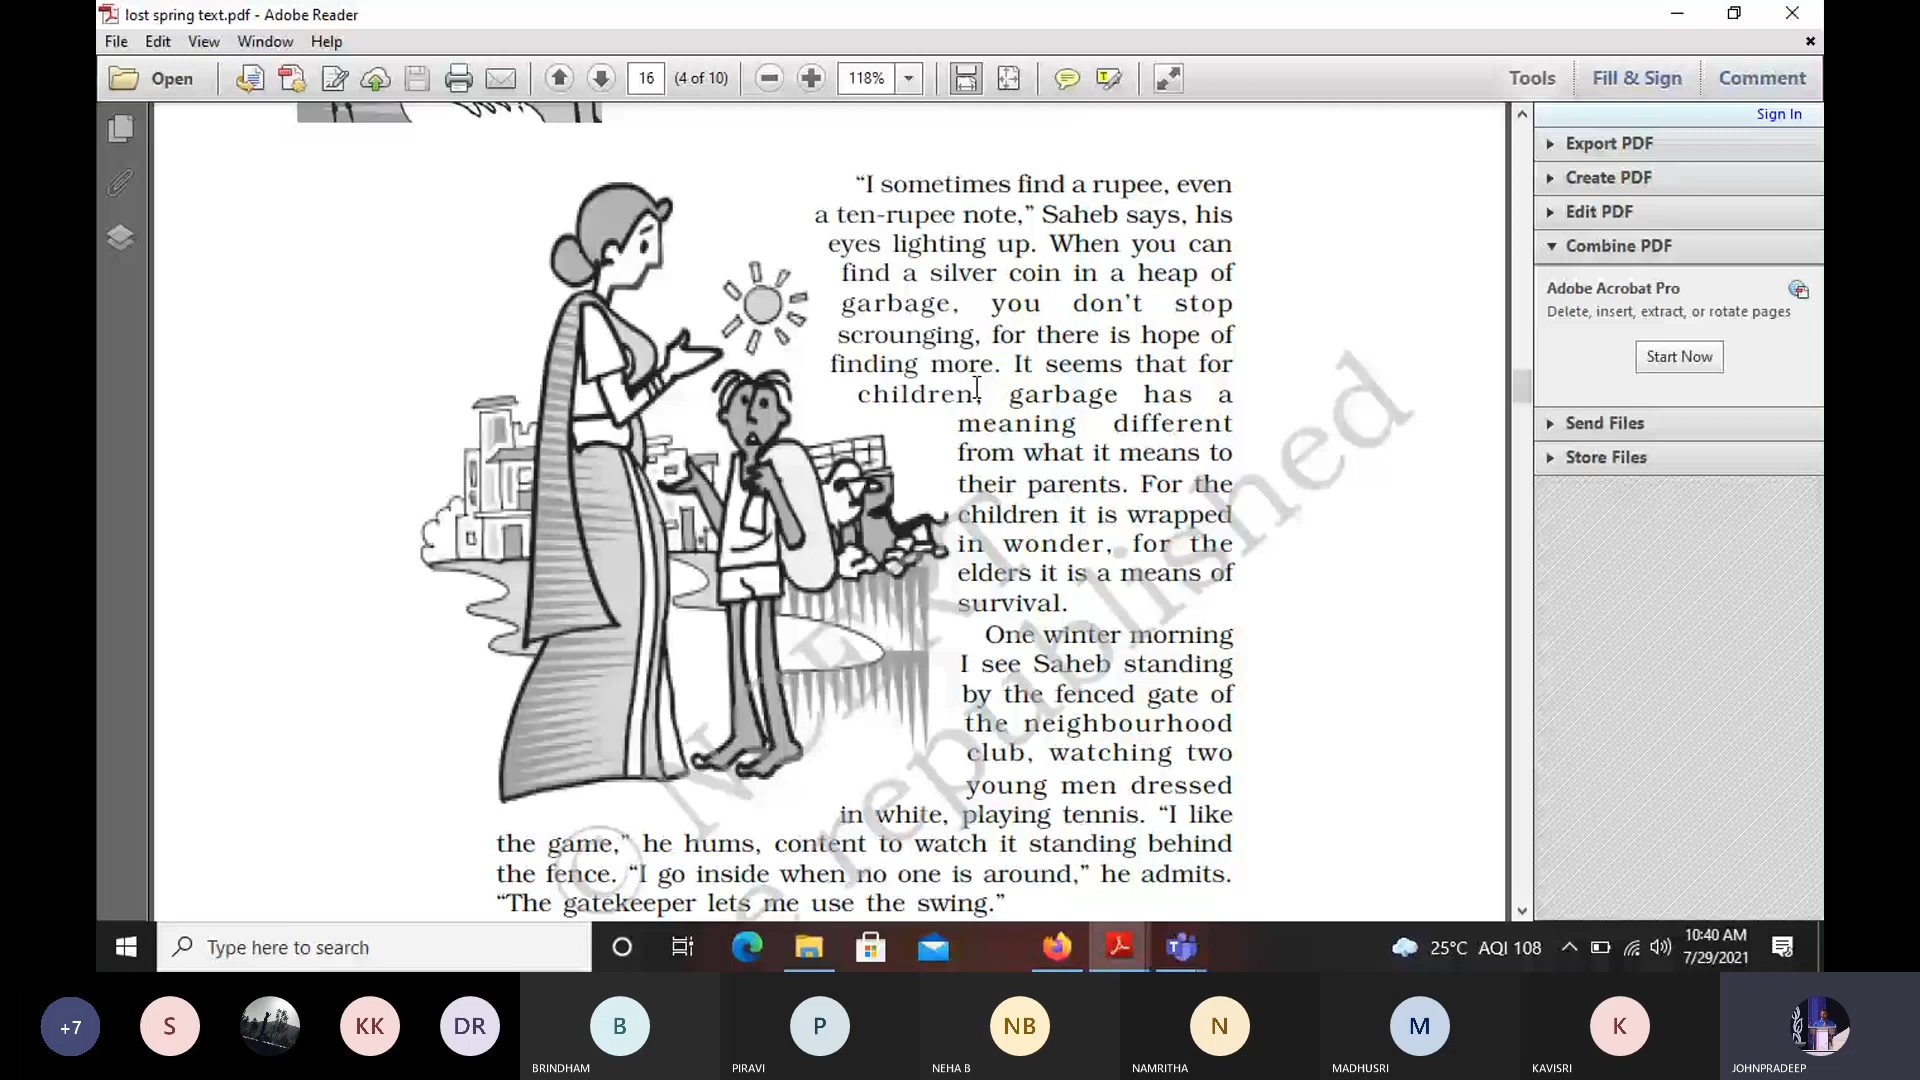 lost spring text.pdf - Adobe Reader
File Edit View Window Help
Open 16 (4 of 10) 118% Tools Fill & Sign Comment
Sign In
Export PDF
Create PDF
Edit PDF
Combine PDF
Adobe Acrobat Pro
Delete, insert, extract, or rotate pages
Start Now
Send Files
Store Files
“I sometimes find a rupee, even
a ten-rupee note,” Saheb says, his
eyes lighting up. When you can
find a silver coin in a heap of
garbage, you don’t stop
scrounging, for there is hope of
finding more. It seems that for
children, garbage has a
meaning different
from what it means to
their parents. For the
children it is wrapped
in wonder, for the
elders it is a means of
survival.
One winter morning
I see Saheb standing
by the fenced gate of
the neighbourhood
club, watching two
young men dressed
in white, playing tennis. “I like
the game,” he hums, content to watch it standing behind
the fence. “I go inside when no one is around,” he admits.
“The gatekeeper lets me use the swing.”
© NCERT
be republished
Type here to search
25°C AQI 108
10:40 AM
7/29/2021
+7 S KK DR B P NB N M K
BRINDHAM PIRAVI NEHA B NAMRITHA MADHUSRI KAVISRI JOHNPRADEEP